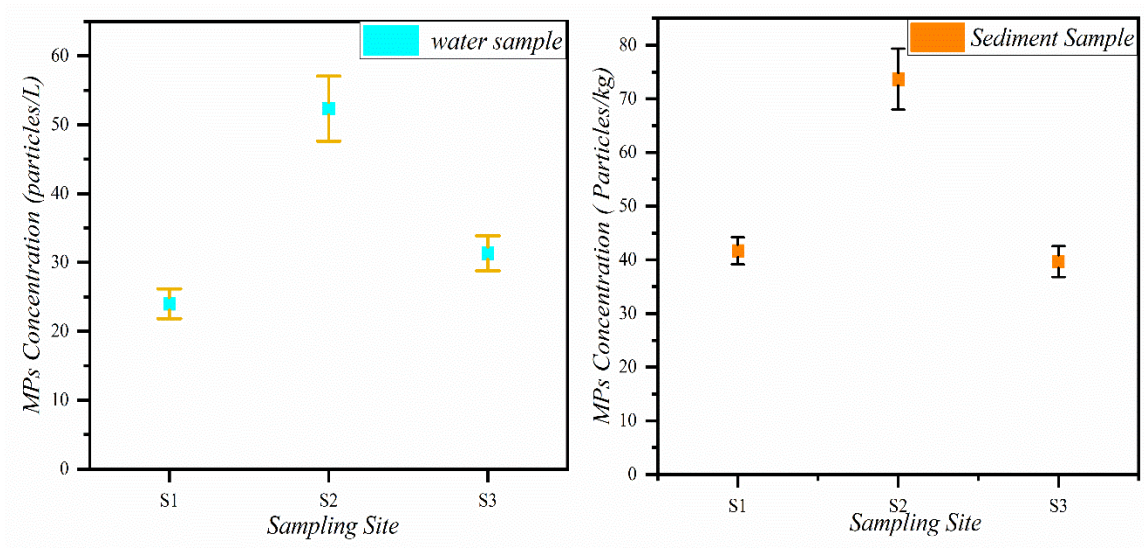 water sample
MPs Concentration (particles/L)
60
50
40
30
20
10
0
S1
S2
S3
Sampling Site
Sediment Sample
MPs Concentration ( Particles/kg)
80
70
60
50
40
30
20
10
0
S1
S2
S3
Sampling Site